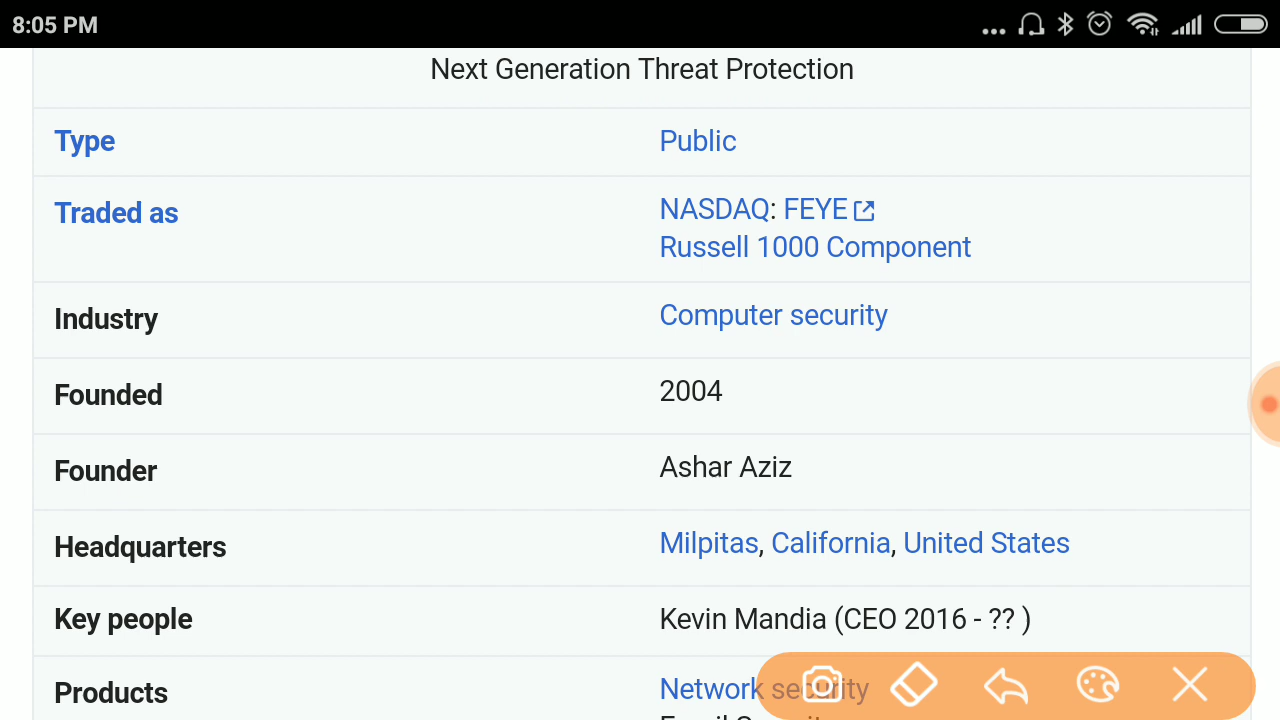 8:05 PM
Next Generation Threat Protection
Type Public
Traded as NASDAQ: FEYE
Russell 1000 Component
Industry Computer security
Founded 2004
Founder Ashar Aziz
Headquarters Milpitas, California, United States
Key people Kevin Mandia (CEO 2016 - ?? )
Products Network security